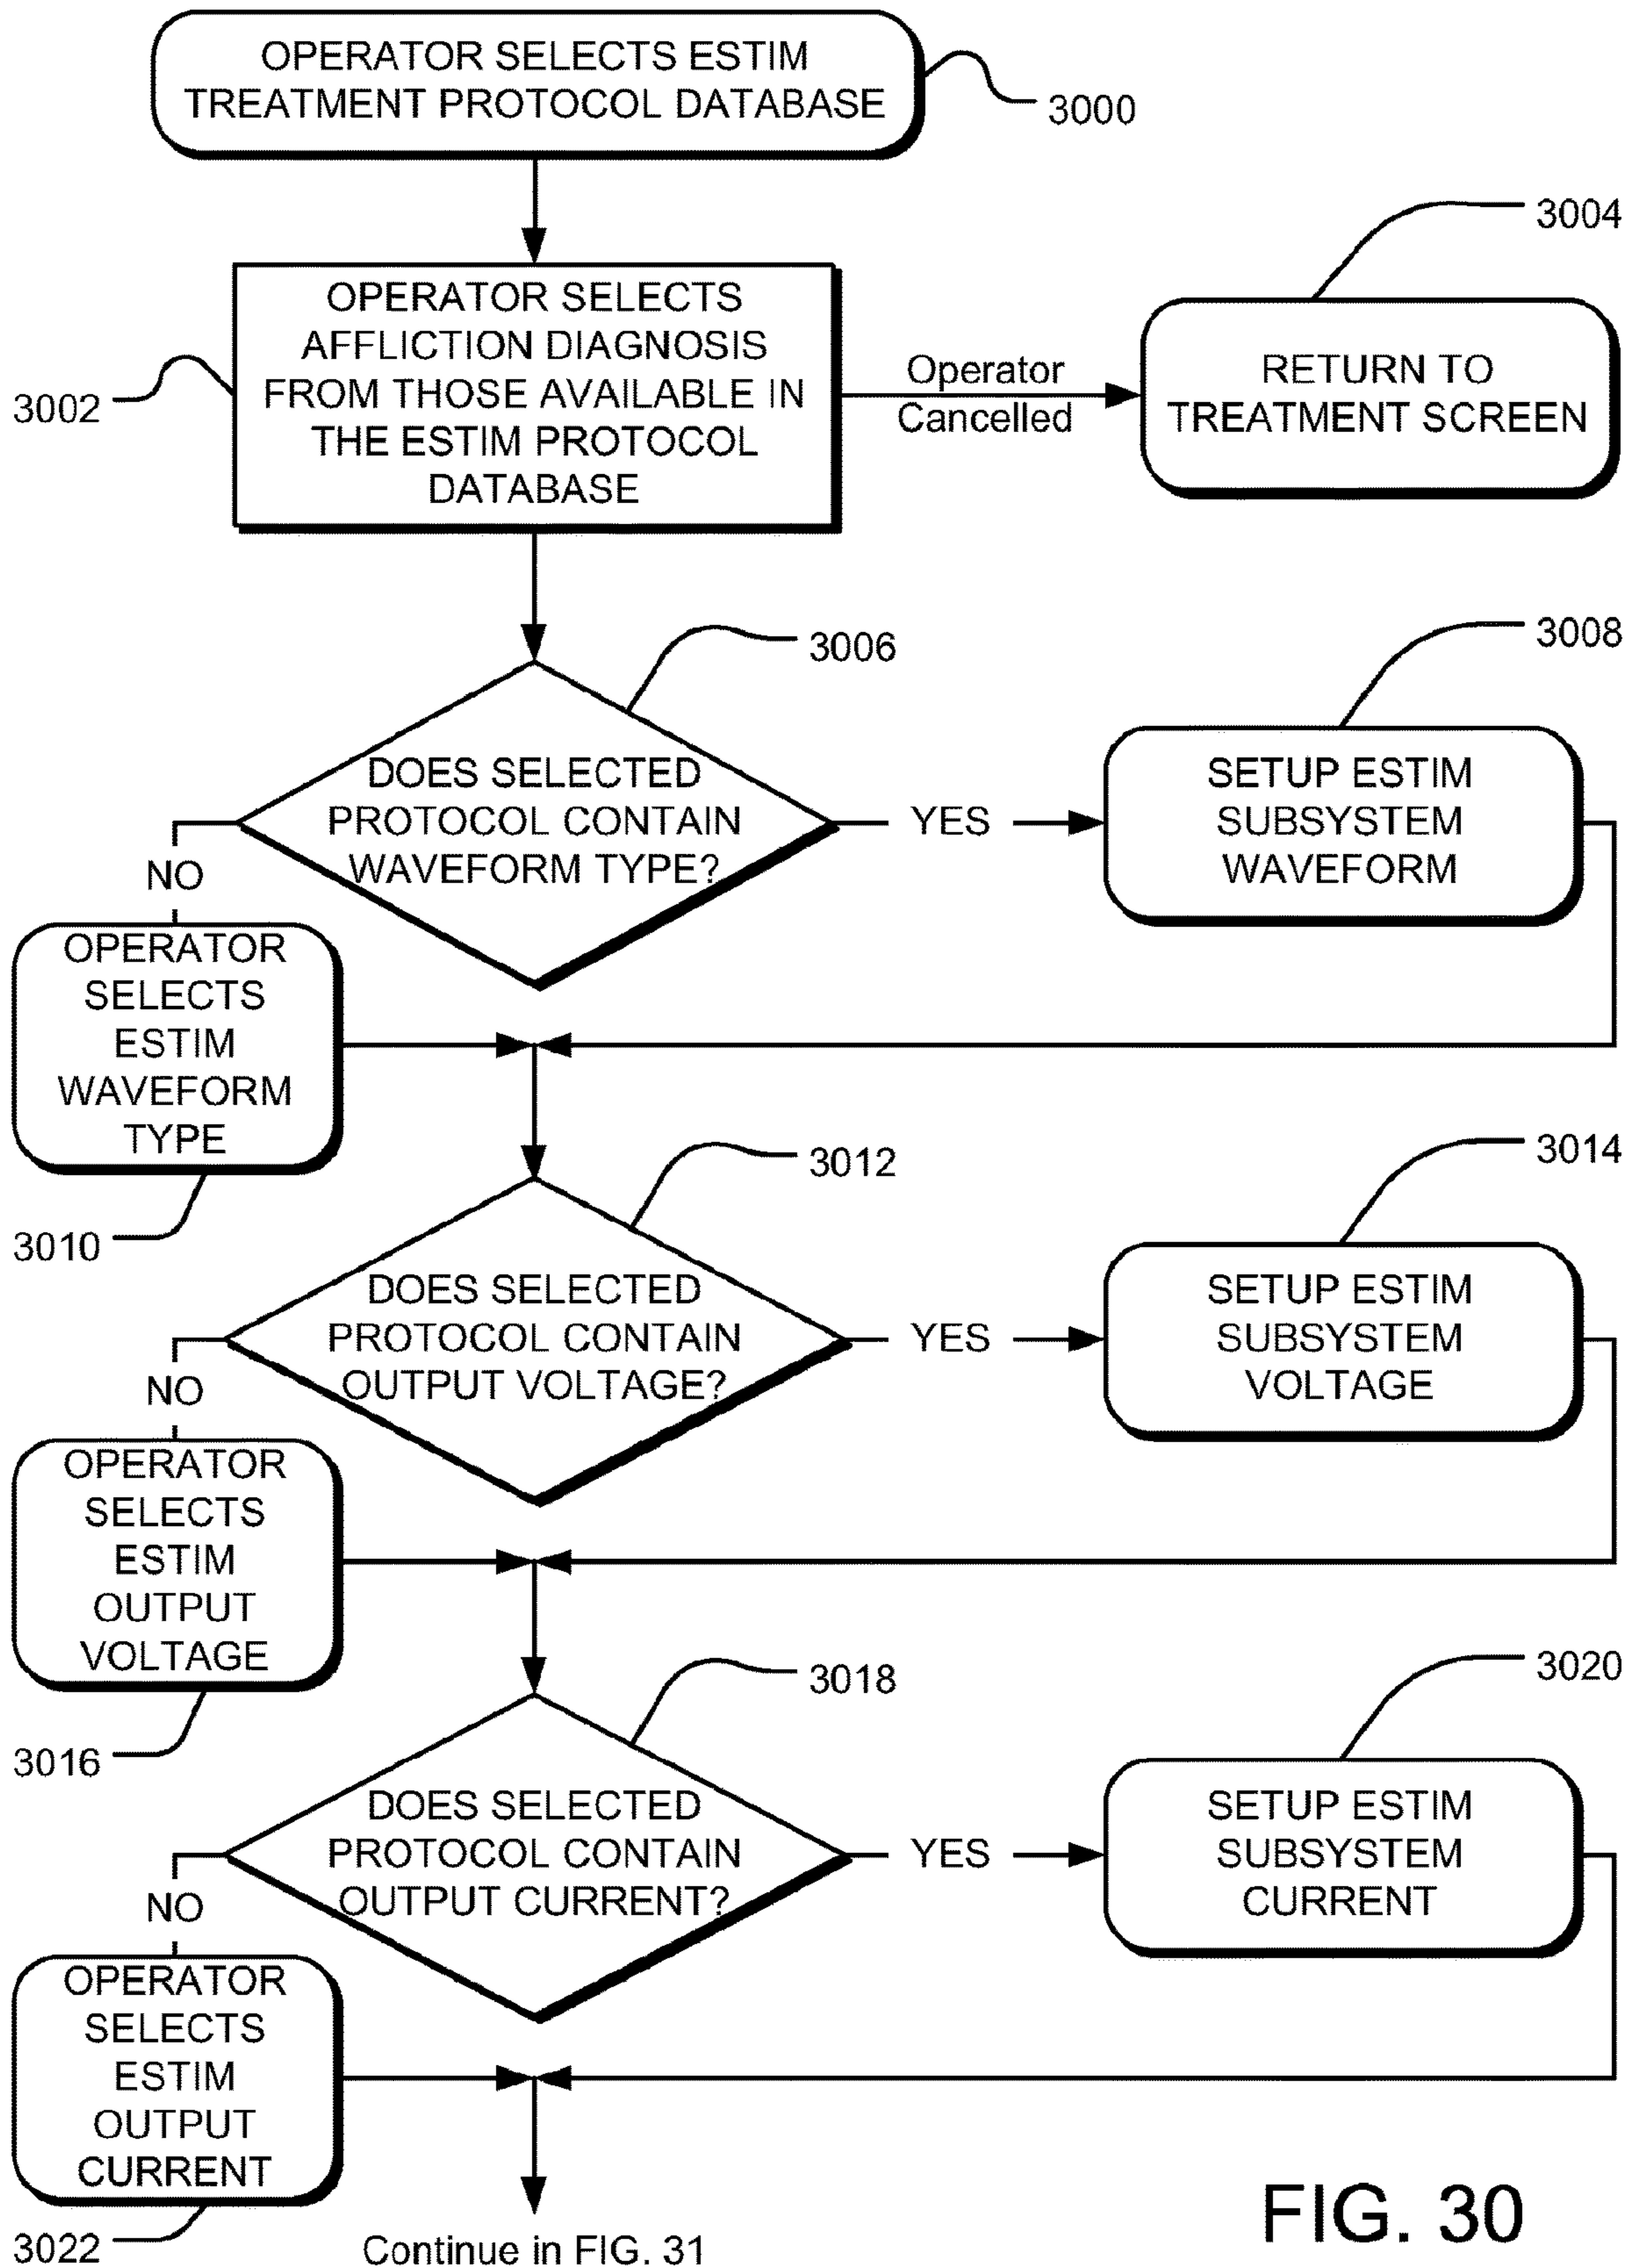 OPERATOR SELECTS ESTIM
TREATMENT PROTOCOL DATABASE
3000
3004
OPERATOR SELECTS
AFFLICTION DIAGNOSIS
FROM THOSE AVAILABLE IN
THE ESTIM PROTOCOL
DATABASE
3002
Operator
Cancelled
RETURN TO
TREATMENT SCREEN
3006
3008
DOES SELECTED
PROTOCOL CONTAIN
WAVEFORM TYPE?
YES
SETUP ESTIM
SUBSYSTEM
WAVEFORM
NO
OPERATOR
SELECTS
ESTIM
WAVEFORM
TYPE
3010
3012
3014
DOES SELECTED
PROTOCOL CONTAIN
OUTPUT VOLTAGE?
YES
SETUP ESTIM
SUBSYSTEM
VOLTAGE
NO
OPERATOR
SELECTS
ESTIM
OUTPUT
VOLTAGE
3016
3018
3020
DOES SELECTED
PROTOCOL CONTAIN
OUTPUT CURRENT?
YES
SETUP ESTIM
SUBSYSTEM
CURRENT
NO
OPERATOR
SELECTS
ESTIM
OUTPUT
CURRENT
3022
Continue in FIG. 31
FIG. 30